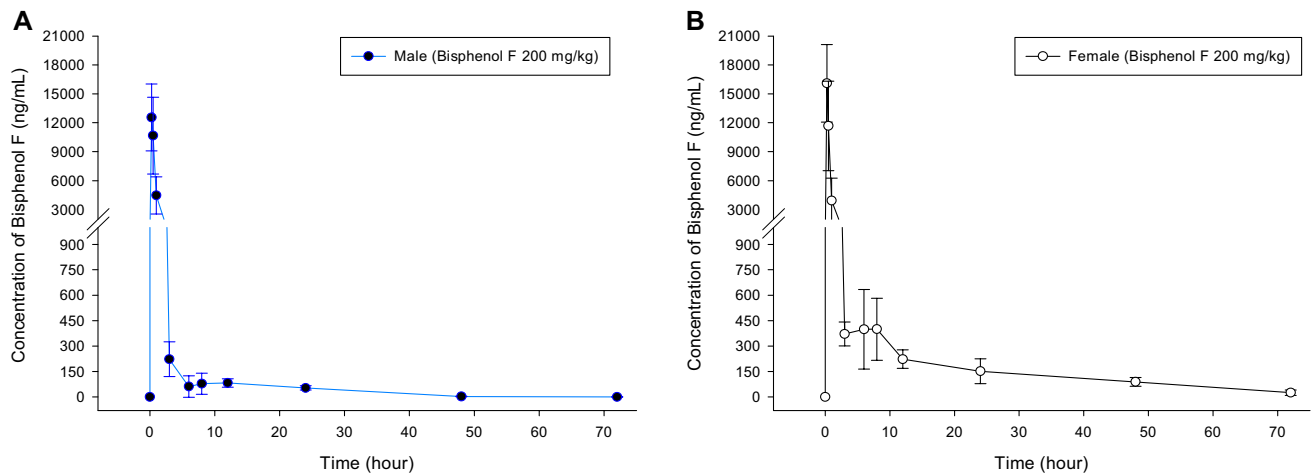 A
Concentration of Bisphenol F (ng/mL)
21000
18000
15000
12000
9000
6000
3000
900
750
600
450
300
150
0
Male (Bisphenol F 200 mg/kg)
0 10 20 30 40 50 60 70
Time (hour)
B
Concentration of Bisphenol F (ng/mL)
21000
18000
15000
12000
9000
6000
3000
900
750
600
450
300
150
0
Female (Bisphenol F 200 mg/kg)
0 10 20 30 40 50 60 70
Time (hour)